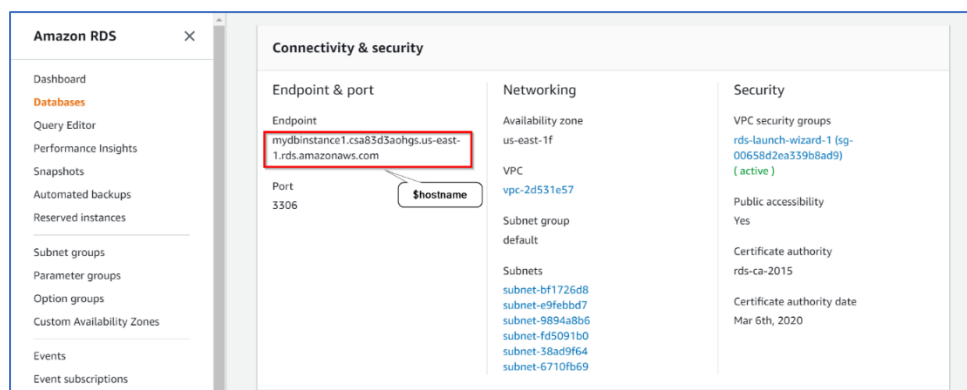 Amazon RDS
Dashboard
Databases
Query Editor
Performance Insights
Snapshots
Automated backups
Reserved instances
Subnet groups
Parameter groups
Option groups
Custom Availability Zones
Events
Event subscriptions
Connectivity & security
Endpoint & port
Endpoint
mydbinstance1.csa83d3aohgs.us-east-
1.rds.amazonaws.com
$hostname
Port
3306
Networking
Availability zone
us-east-1f
VPC
vpc-2d531e57
Subnet group
default
Subnets
subnet-bf1726d8
subnet-e9febbd7
subnet-9894a8b6
subnet-fd5091b0
subnet-38ad9f64
subnet-6710fb69
Security
VPC security groups
rds-launch-wizard-1 (sg-
00658d2ea339b8ad9)
( active )
Public accessibility
Yes
Certificate authority
rds-ca-2015
Certificate authority date
Mar 6th, 2020